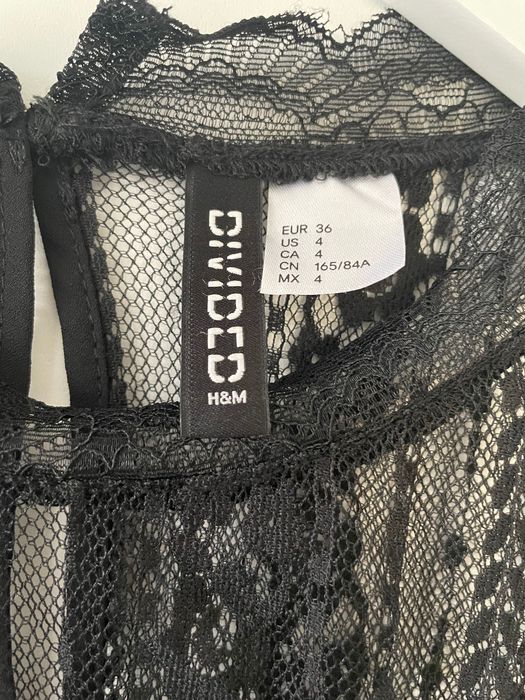 DIVIDED
H&M
EUR 36
US 4
CA 4
CN 165/84A
MX 4